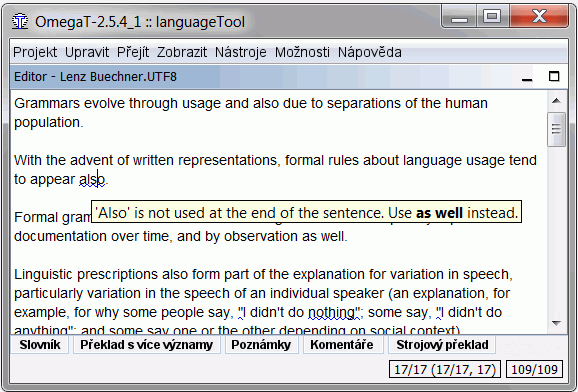 OmegaT-2.5.4_1 :: languageTool
Projekt Upravit Přejít Zobrazit Nástroje Možnosti Nápověda
Editor - Lenz Buechner.UTF8
Grammars evolve through usage and also due to separations of the human
population.
With the advent of written representations, formal rules about language usage tend
to appear also.
'Also' is not used at the end of the sentence. Use as well instead.
Formal gram
documentation over time, and by observation as well.
Linguistic prescriptions also form part of the explanation for variation in speech,
particularly variation in the speech of an individual speaker (an explanation, for
example, for why some people say, "I didn't do nothing"; some say, "I didn't do
anything"; and some say one or the other depending on social context).
Slovník Překlad s více významy Poznámky Komentáře Strojový překlad
17/17 (17/17, 17) 109/109